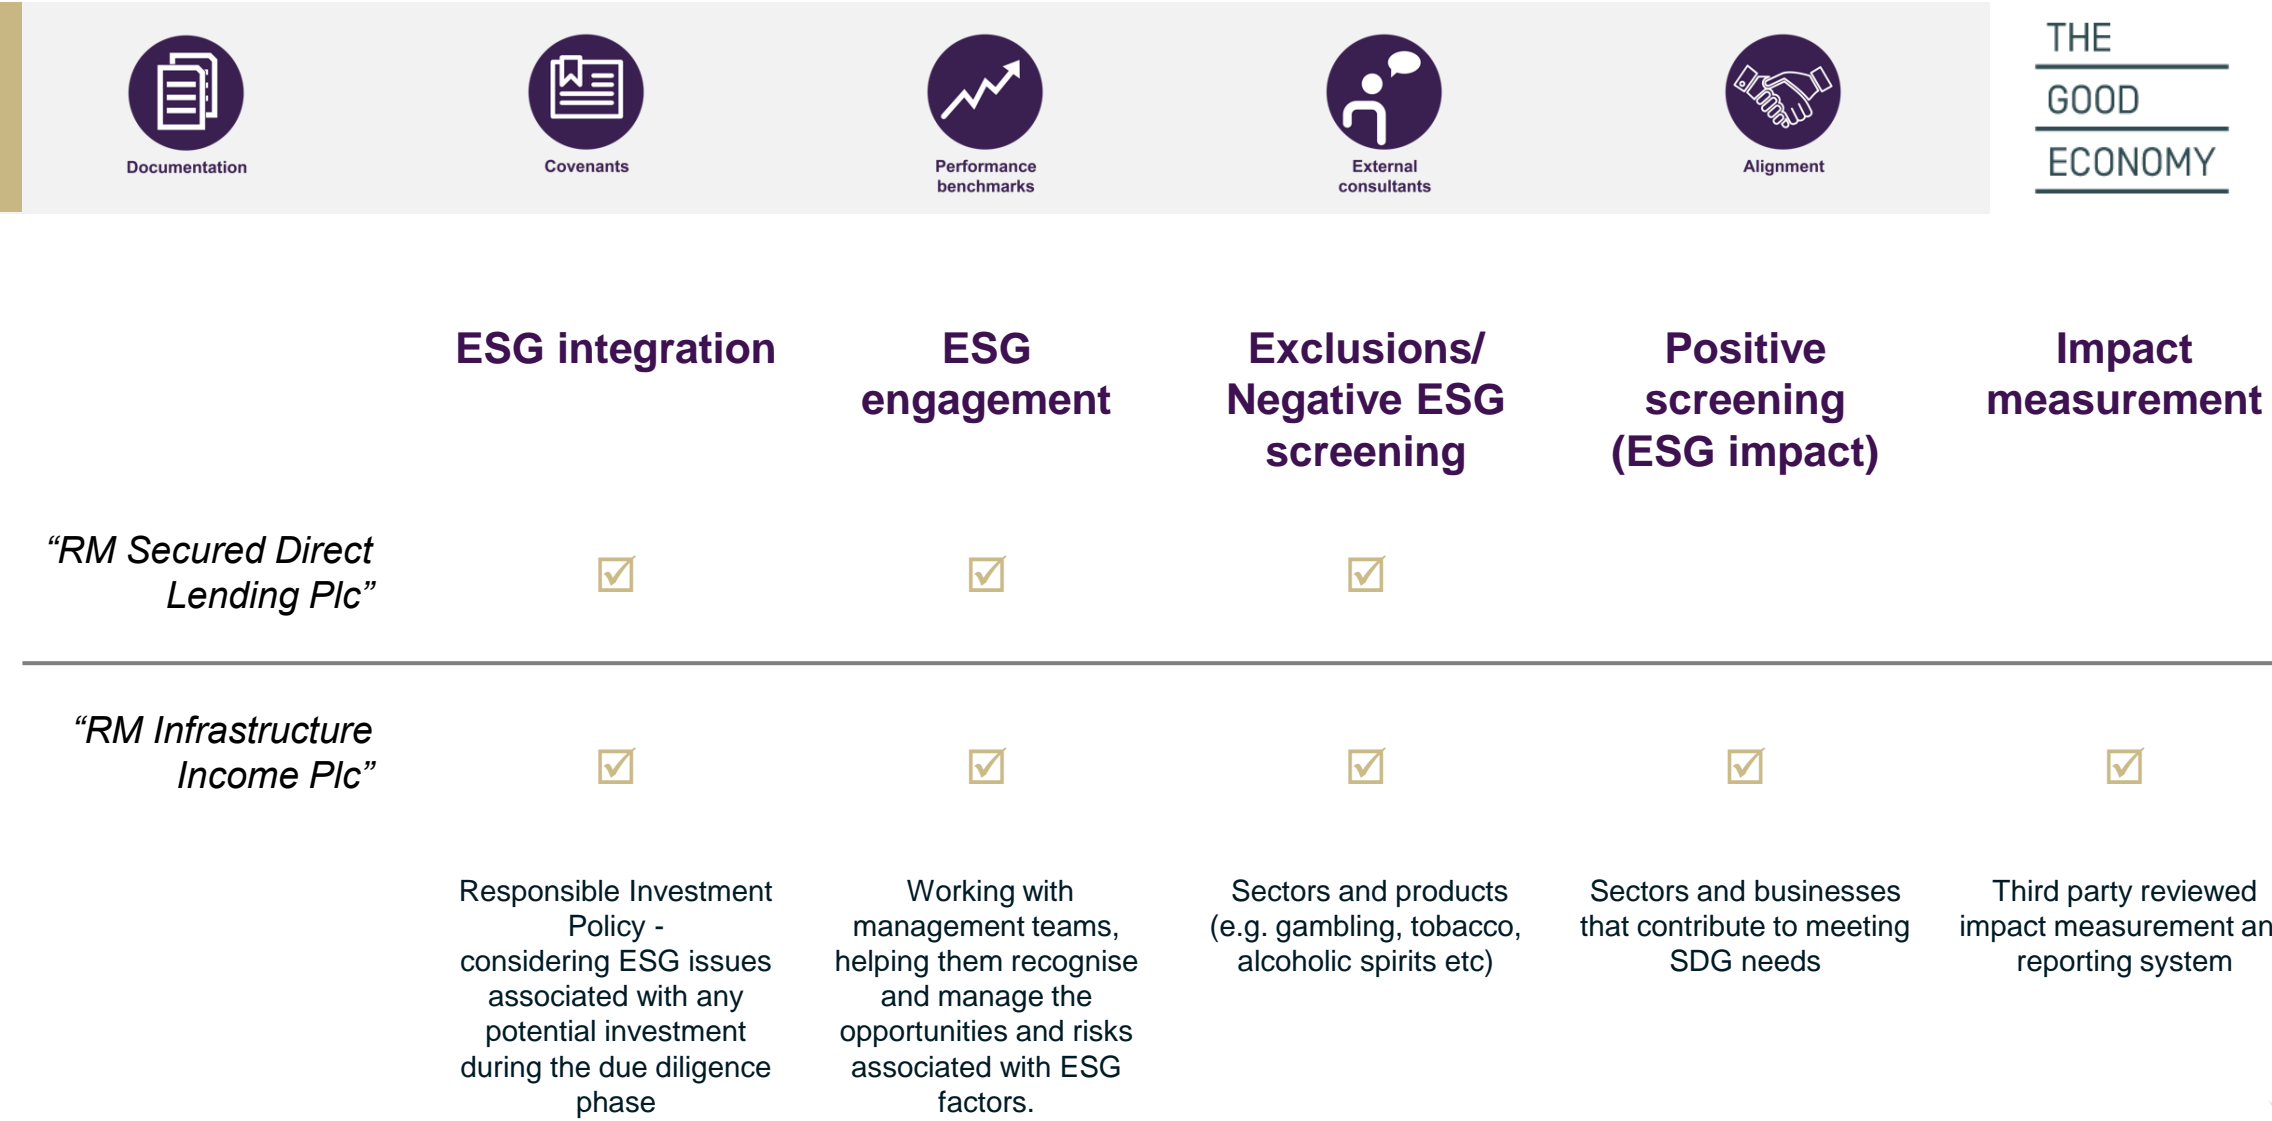 Documentation
Covenants
Performance
benchmarks
External
consultants
Alignment
THE
GOOD
ECONOMY
ESG integration
ESG
engagement
Exclusions/
Negative ESG
screening
Positive
screening
(ESG impact)
Impact
measurement
“RM Secured Direct
Lending Plc”
“RM Infrastructure
Income Plc”
Responsible Investment
Policy -
considering ESG issues
associated with any
potential investment
during the due diligence
phase
Working with
management teams,
helping them recognise
and manage the
opportunities and risks
associated with ESG
factors.
Sectors and products
(e.g. gambling, tobacco,
alcoholic spirits etc)
Sectors and businesses
that contribute to meeting
SDG needs
Third party reviewed
impact measurement an
reporting system